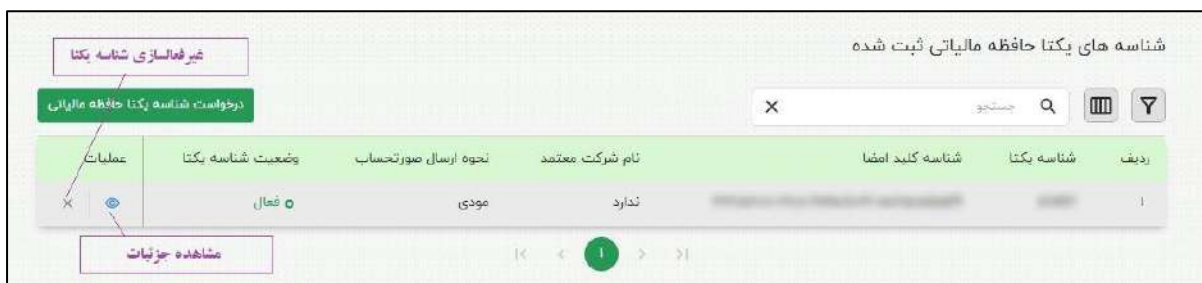 شناسه های یکتا حافظه مالیاتی ثبت شده
غیرفعالسازی شناسه یکتا
جستجو
درخواست شناسه یکتا حافظه مالیاتی
ردیف شناسه یکتا شناسه کلید امضا نام شرکت معتمد نحوه ارسال صورتحساب وضعیت شناسه یکتا عملیات
۱ ندارد مودی فعال
مشاهده جزئیات
۱